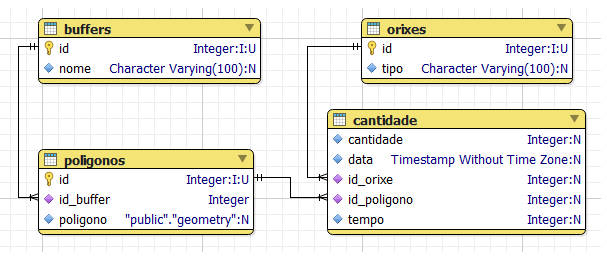 buffers
id Integer:I:U
nome Character Varying(100):N
orixes
id Integer:I:U
tipo Character Varying(100):N
poligonos
id Integer:I:U
id_buffer Integer
poligono "public"."geometry":N
cantidade
cantidade Integer:N
data Timestamp Without Time Zone:N
id_orixe Integer:N
id_poligono Integer:N
tempo Integer:N